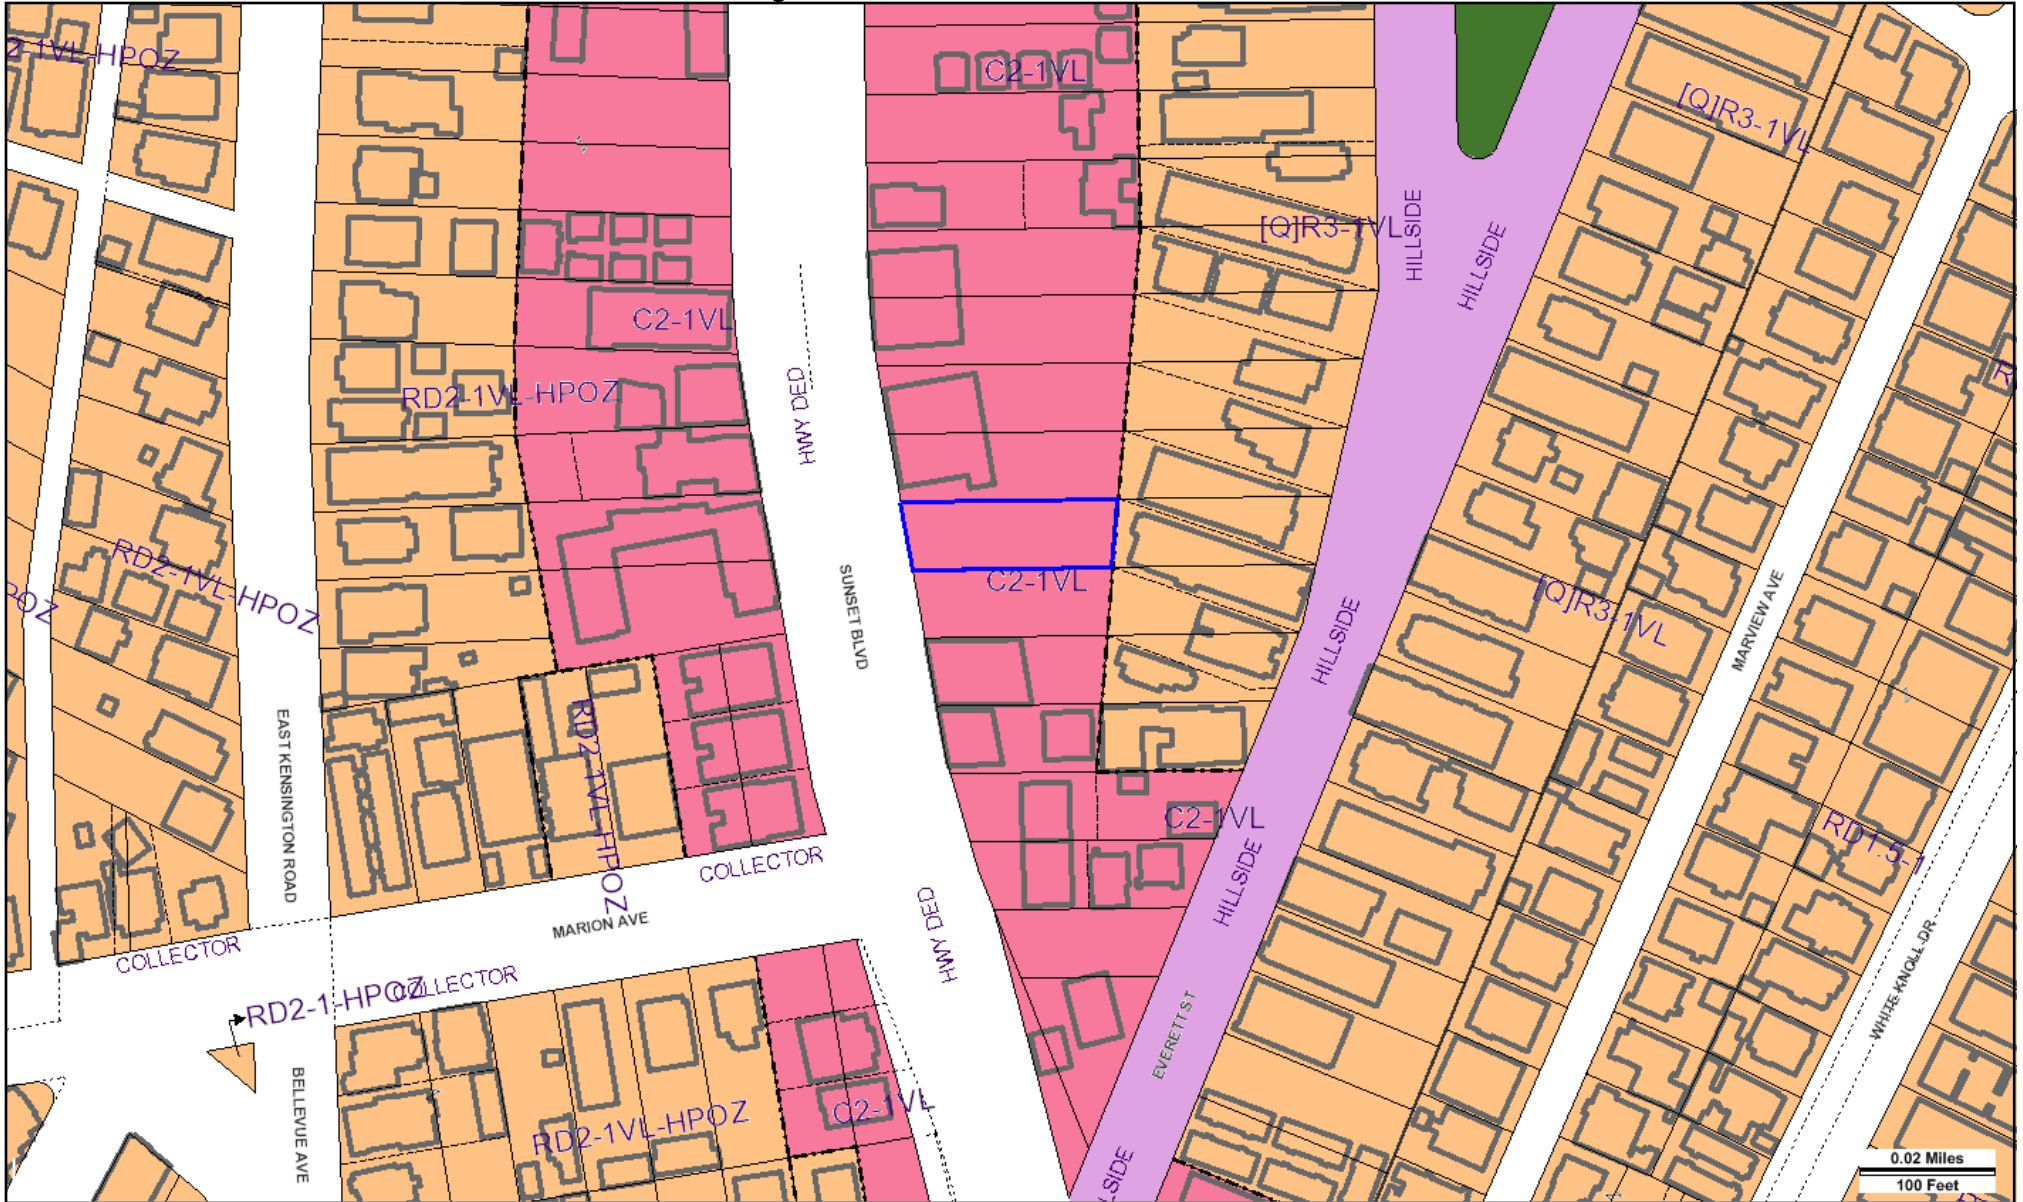 2-1VL-HPOZ
C2-1VL
[Q]R3-1VL
[Q]R3-1VL
HILLSIDE
HILLSIDE
C2-1VL
RD2-1VL-HPOZ
HWY DED
RD2-1VL-HPOZ
POZ
SUNSET BLVD
C2-1VL
HILLSIDE
[Q]R3-1VL
MARVIEW AVE
EAST KENSINGTON ROAD
RD2-1VL-HPOZ
C2-1VL
RD1.5-1
COLLECTOR
HILLSIDE
MARION AVE
COLLECTOR
HWY DED
WHITE KNOLL DR
COLLECTOR
RD2-1-HPOZ
EVERETT ST
BELLEVUE AVE
RD2-1VL-HPOZ
C2-1VL
LSIDE
0.02 Miles
100 Feet